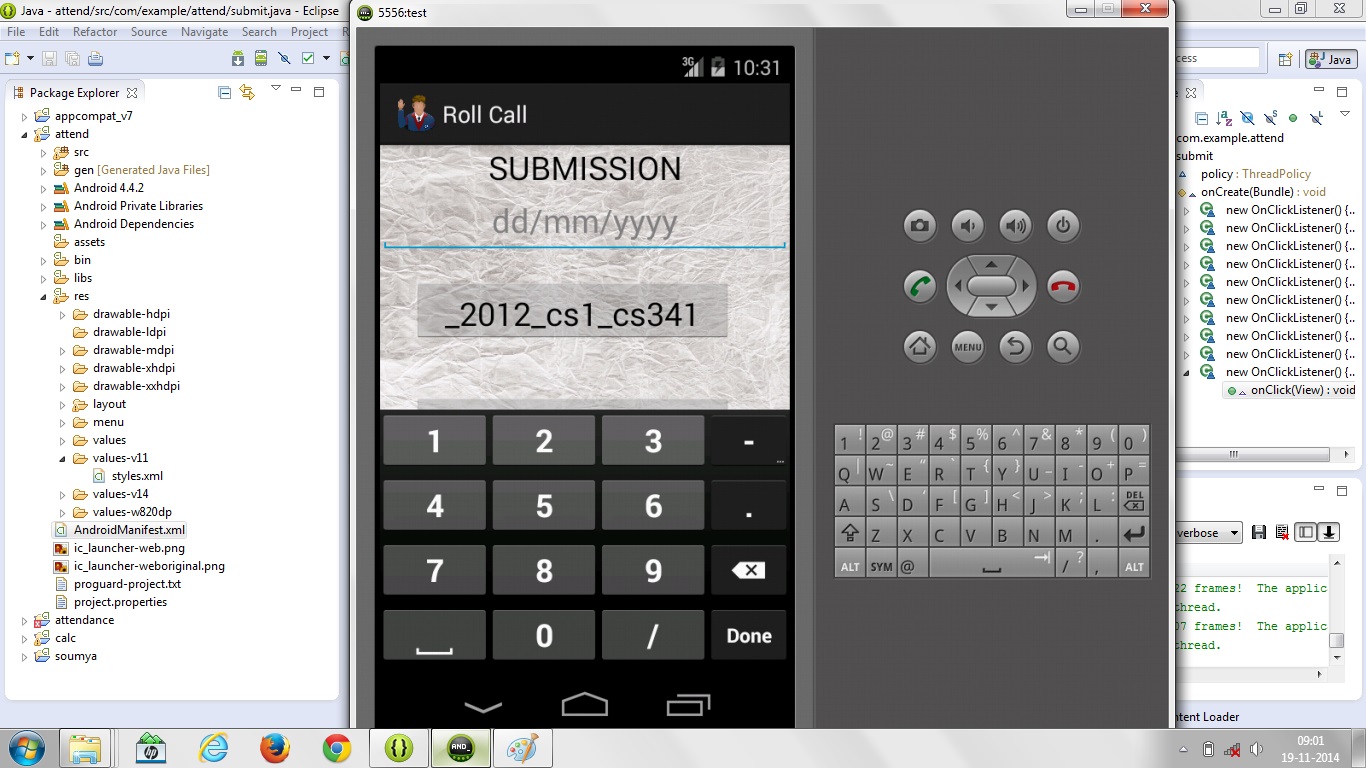 Java - attend/src/com/example/attend/submit.java - Eclipse
File Edit Refactor Source Navigate Search Project
Package Explorer
appcompat_v7
attend
src
gen [Generated Java Files]
Android 4.4.2
Android Private Libraries
Android Dependencies
assets
bin
libs
res
drawable-hdpi
drawable-ldpi
drawable-mdpi
drawable-xhdpi
drawable-xxhdpi
layout
menu
values
values-v11
styles.xml
values-v14
values-w820dp
AndroidManifest.xml
ic_launcher-web.png
ic_launcher-weboriginal.png
proguard-project.txt
project.properties
attendance
calc
soumya
5556:test
3G 10:31
Roll Call
SUBMISSION
dd/mm/yyyy
_2012_cs1_cs341
1 2 3 -
...
4 5 6 .
7 8 9
0 / Done
MENU
1 ! 2 @ 3 # 4 $ 5 % 6 ^ 7 & 8 * 9 ( 0 )
Q | W ~ E " R ` T { Y } U _ I - O + P =
A S \ D ' F [ G ] H < J > K ; L : DEL
Z X C V B N M .
ALT SYM @ / ? , ALT
cess
Java
com.example.attend
submit
policy : ThreadPolicy
onCreate(Bundle) : void
new OnClickListener() {..
new OnClickListener() {..
new OnClickListener() {..
new OnClickListener() {..
new OnClickListener() {..
new OnClickListener() {..
new OnClickListener() {..
new OnClickListener() {..
new OnClickListener() {..
new OnClickListener() {..
onClick(View) : void
verbose
22 frames!  The applic
thread.
07 frames!  The applic
thread.
ntent Loader
hp
AND_
09:01
19-11-2014